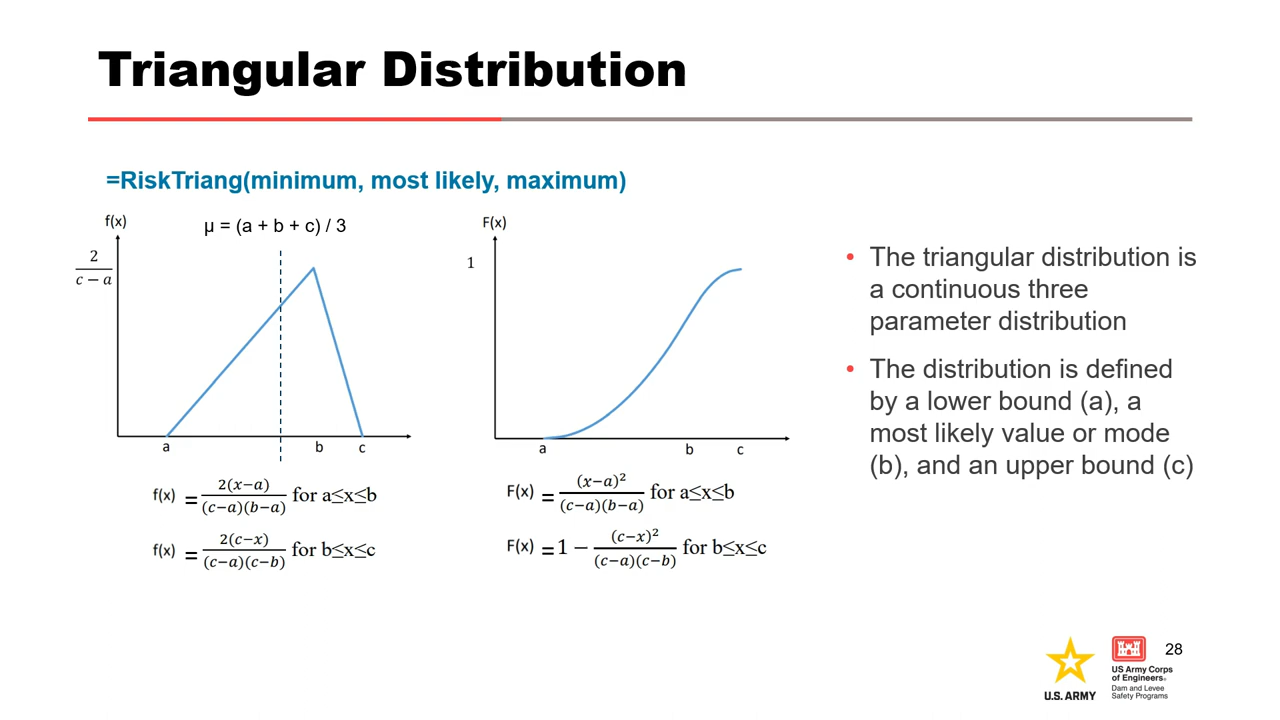 Triangular Distribution
=RiskTriang(minimum, most likely, maximum)
f(x)
μ = (a + b + c) / 3
2
c − a
a
b
c
f(x) = 2(x−a) / (c−a)(b−a) for a≤x≤b
f(x) = 2(c−x) / (c−a)(c−b) for b≤x≤c
F(x)
1
a
b
c
F(x) = (x−a)² / (c−a)(b−a) for a≤x≤b
F(x) = 1 − (c−x)² / (c−a)(c−b) for b≤x≤c
• The triangular distribution is
a continuous three
parameter distribution
• The distribution is defined
by a lower bound (a), a
most likely value or mode
(b), and an upper bound (c)
U.S. ARMY
US Army Corps
of Engineers®
Dam and Levee
Safety Programs
28